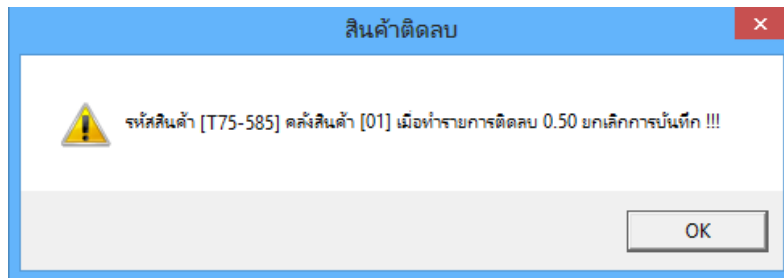 สินค้าติดลบ
รหัสสินค้า [T75-585] คลังสินค้า [01] เมื่อทำรายการติดลบ 0.50 ยกเลิกการบันทึก !!!
OK